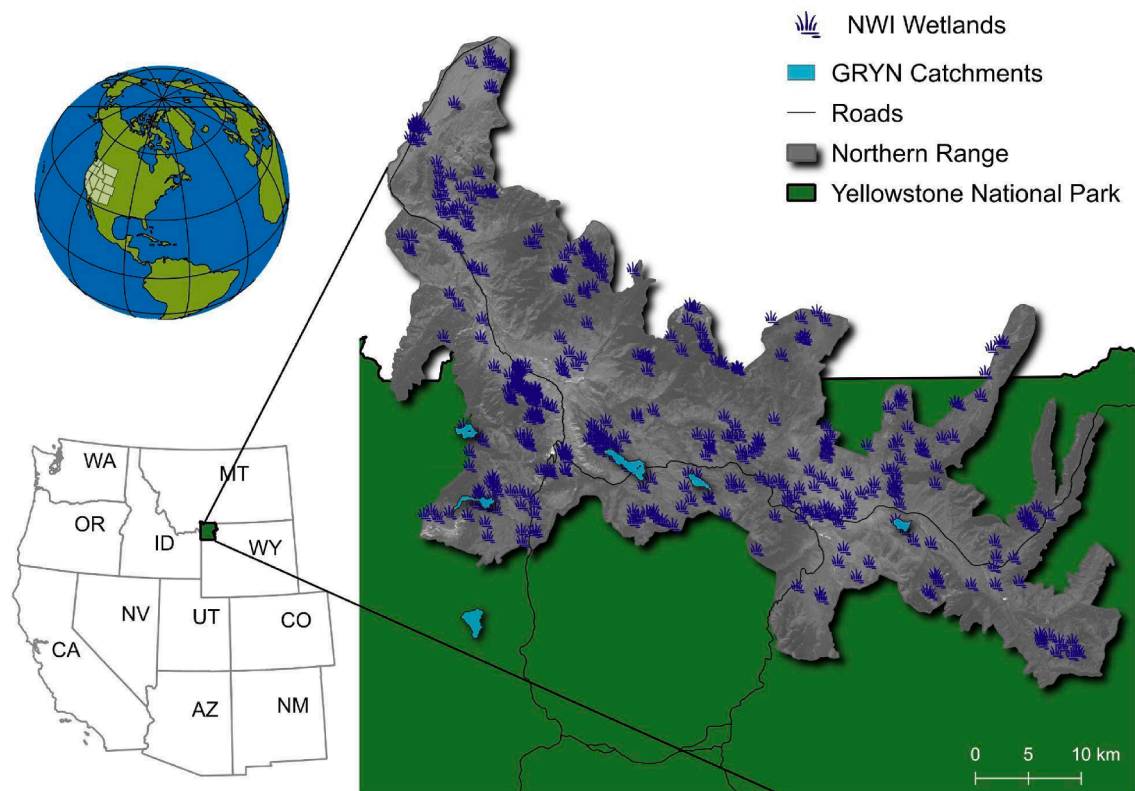 NWI Wetlands
GRYN Catchments
Roads
Northern Range
Yellowstone National Park
WA
MT
OR
ID
WY
NV
UT
CO
CA
AZ
NM
0 5 10 km